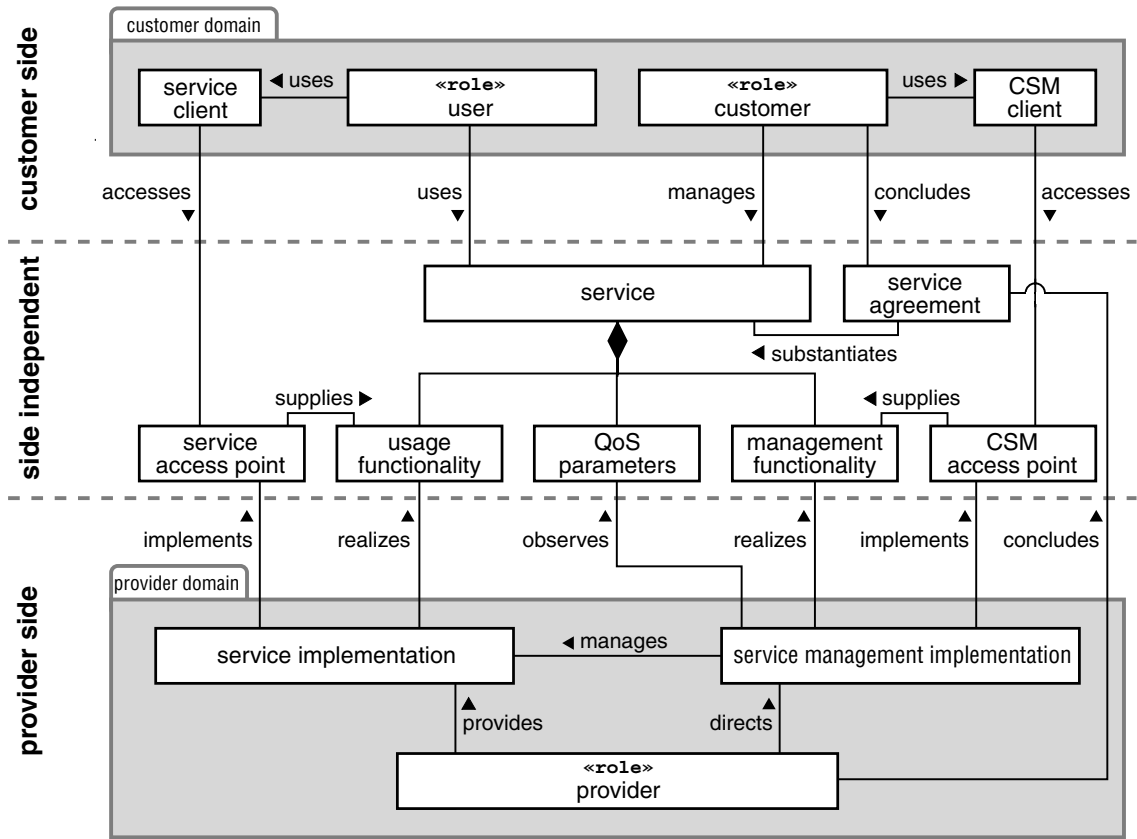 customer domain
customer side
service
client
◄ uses
«role»
user
«role»
customer
uses ►
CSM
client
accesses
uses
manages
concludes
accesses
side independent
service
service
agreement
◄ substantiates
supplies ►
◄ supplies
service
access point
usage
functionality
QoS
parameters
management
functionality
CSM
access point
implements
realizes
observes
realizes
implements
concludes
provider side
provider domain
service implementation
◄ manages
service management implementation
provides
directs
«role»
provider